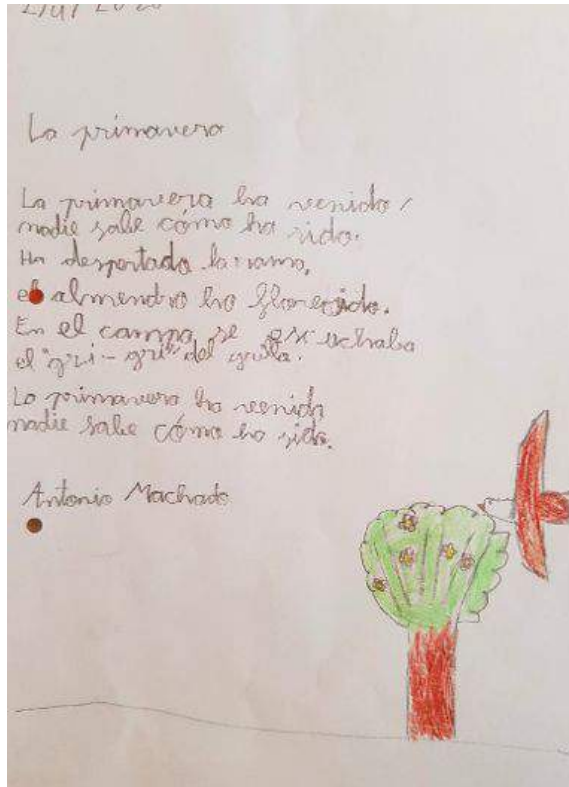 La primavera
La primavera ha venido,
nadie sabe cómo ha sido.
Ha despertado la rama,
el almendro ha florecido.
En el campo se escuchaba
el "gri-gri" del grillo.
La primavera ha venido
nadie sabe cómo ha sido.
Antonio Machado